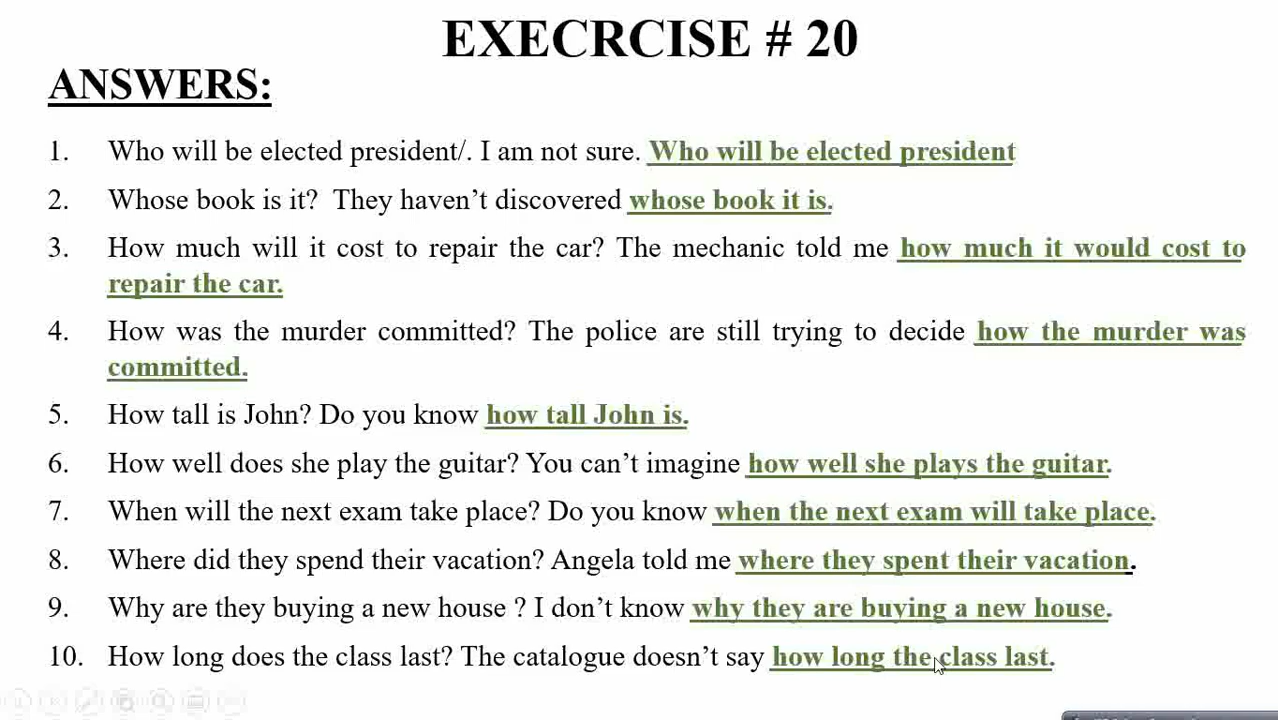 EXECRCISE # 20
ANSWERS:
1. Who will be elected president/. I am not sure. Who will be elected president
2. Whose book is it? They haven’t discovered whose book it is.
3. How much will it cost to repair the car? The mechanic told me how much it would cost to
repair the car.
4. How was the murder committed? The police are still trying to decide how the murder was
committed.
5. How tall is John? Do you know how tall John is.
6. How well does she play the guitar? You can’t imagine how well she plays the guitar.
7. When will the next exam take place? Do you know when the next exam will take place.
8. Where did they spend their vacation? Angela told me where they spent their vacation.
9. Why are they buying a new house ? I don’t know why they are buying a new house.
10. How long does the class last? The catalogue doesn’t say how long the class last.